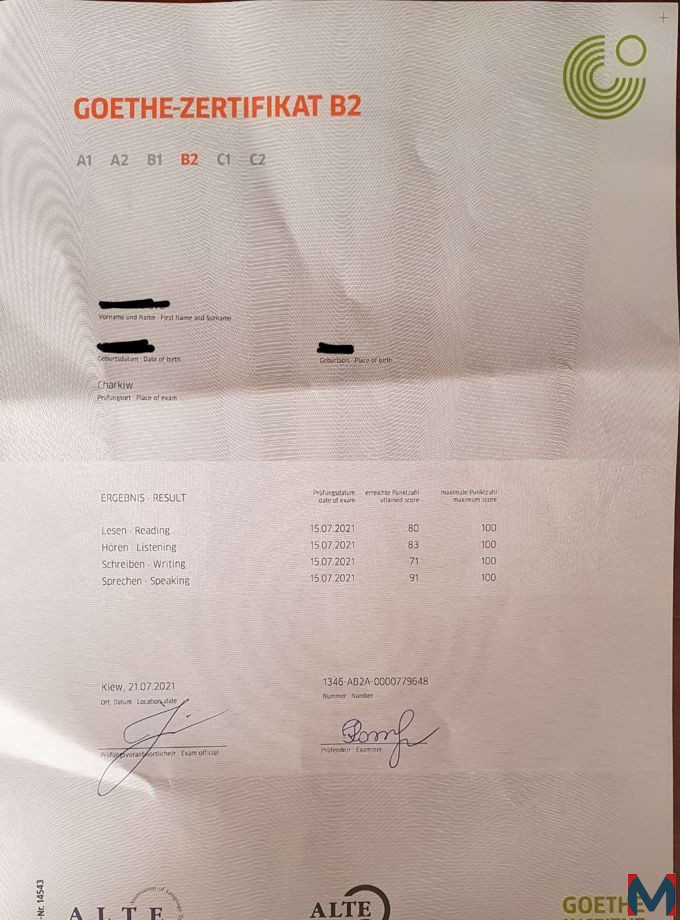 GOETHE-ZERTIFIKAT B2
A1 A2 B1 B2 C1 C2
Vorname und Name · First Name and Surname
Geburtsdatum · Date of birth
Geburtsort · Place of birth
Charkiw
Prüfungsort · Place of exam
ERGEBNIS · RESULT
Prüfungsdatum erreichte Punktzahl maximale Punktzahl
date of exam attained score maximum score
Lesen · Reading 15.07.2021 80 100
Hören · Listening 15.07.2021 83 100
Schreiben · Writing 15.07.2021 71 100
Sprechen · Speaking 15.07.2021 91 100
Kiew, 21.07.2021
Ort, Datum · Location, date
1346-AB2A-0000779648
Nummer · Number
Prüfungsverantwortliche/r · Exam official
Prüfende/r · Examiner
-Nr. 14543
ALTE
Association of Language
ALTE
GOETHE
M